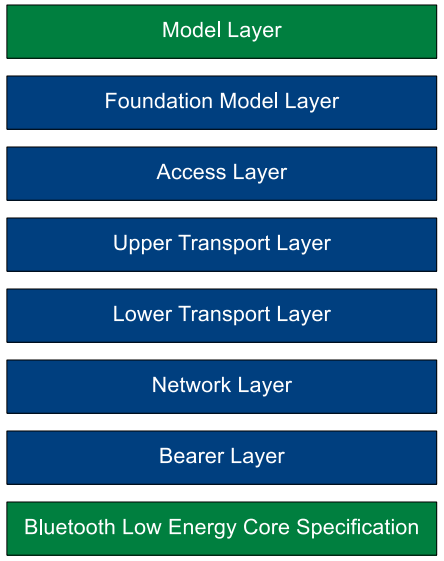 Model Layer
Foundation Model Layer
Access Layer
Upper Transport Layer
Lower Transport Layer
Network Layer
Bearer Layer
Bluetooth Low Energy Core Specification